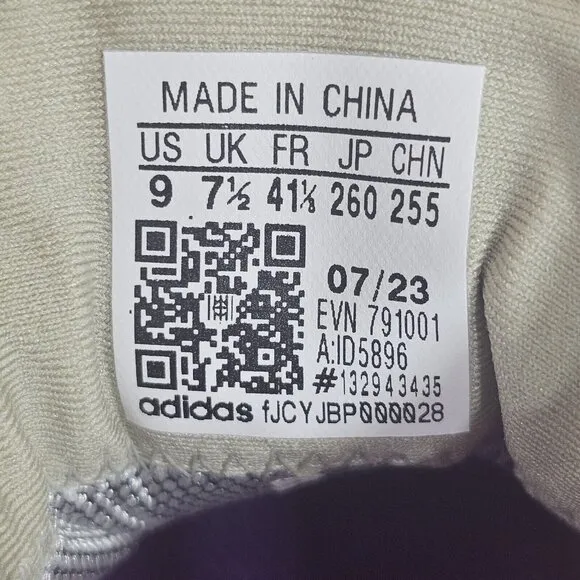 MADE IN CHINA
US UK FR JP CHN
9 7½ 41⅓ 260 255
07/23
EVN 791001
A:ID5896
#132943435
adidas fJCYJBP000028